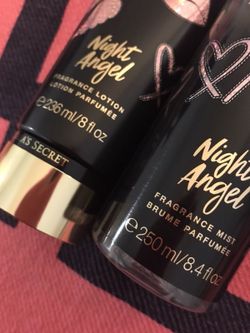 Night
Angel
FRAGRANCE LOTION
LOTION PARFUMÉE
e 236 ml/8 fl oz
A'S SECRET
Night
Angel
FRAGRANCE MIST
BRUME PARFUMÉE
e 250 ml/8.4 fl oz